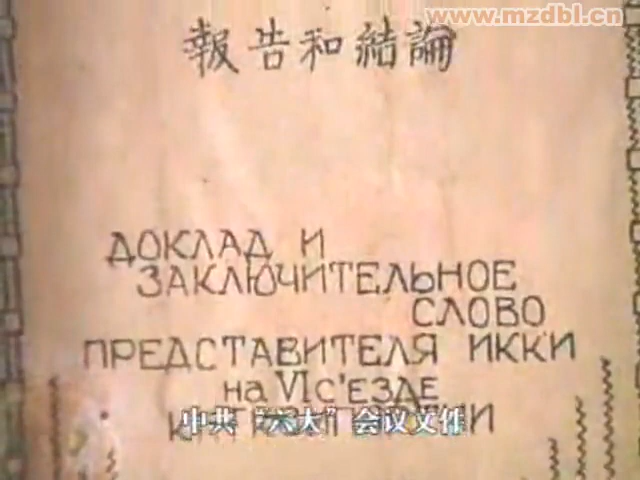 www.mzdbl.cn
報告和結論
ДОКЛАД И
ЗАКЛЮЧИТЕЛЬНОЕ
СЛОВО
ПРЕДСТАВИТЕЛЯ ИККИ
на VI С'ЕЗДЕ
中共“六大”会议文件